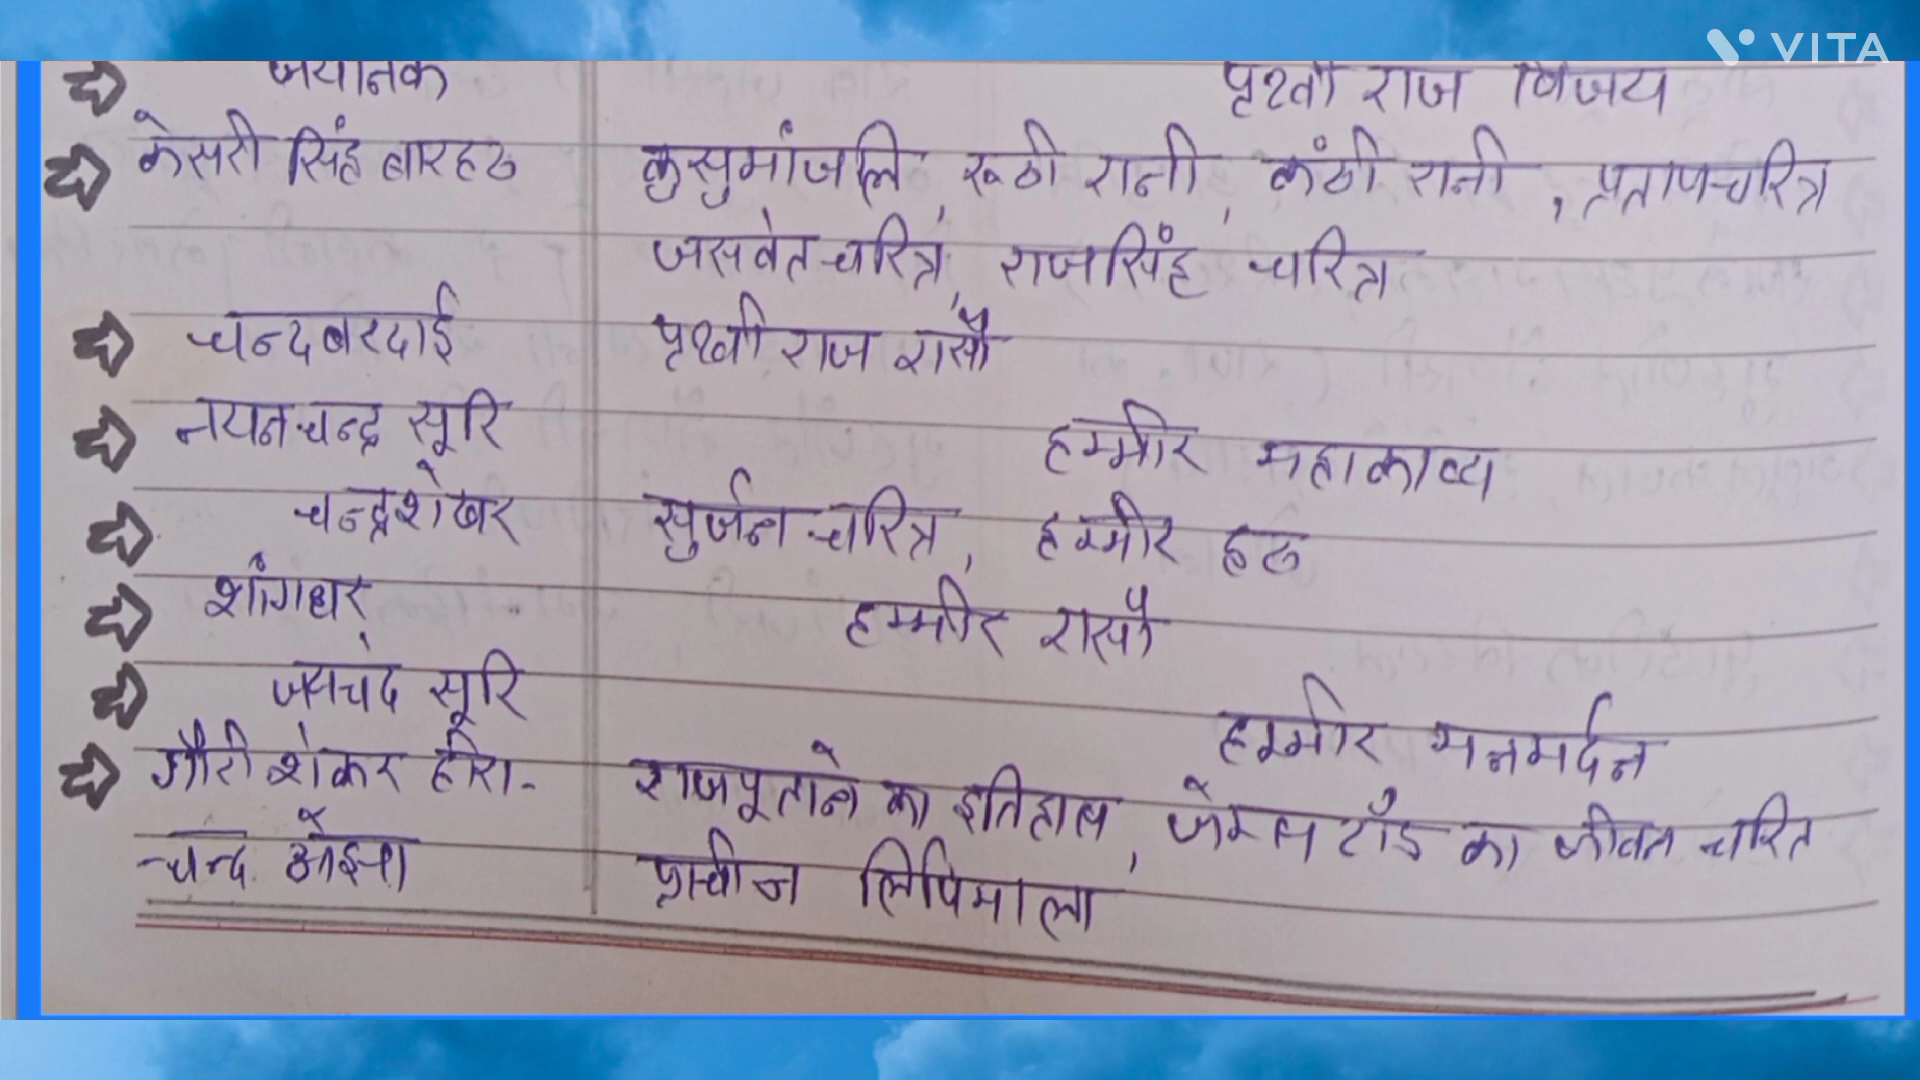 VITA
जयानक पृथ्वीराज विजय
केसरी सिंह बारहठ कुसुमांजलि, रूठी रानी, कंठी रानी, प्रतापचरित्र
जसवंत चरित्र, राजसिंह चरित्र
चन्दबरदाई पृथ्वीराज रासौ
नयनचन्द्र सूरि हम्मीर महाकाव्य
चन्द्रशेखर सुर्जन चरित्र, हम्मीर हठ
शांगधर हम्मीर रासौ
जयचंद सूरि हम्मीर मनमर्दन
गौरी शंकर हीरा- राजपूताने का इतिहास, जेम्स टॉड का जीवन चरित
चन्द ओझा प्राचीन लिपिमाला